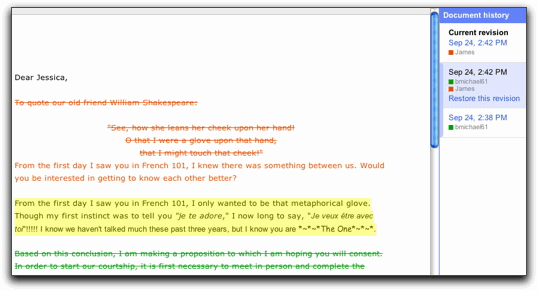 Document history
Current revision
Sep 24, 2:42 PM
James
Sep 24, 2:42 PM
bmichael61
James
Restore this revision
Sep 24, 2:38 PM
bmichael61
Dear Jessica,
To quote our old friend William Shakespeare:
"See, how she leans her cheek upon her hand!
O that I were a glove upon that hand,
that I might touch that cheek!"
From the first day I saw you in French 101, I knew there was something between us. Would
you be interested in getting to know each other better?
From the first day I saw you in French 101, I only wanted to be that metaphorical glove.
Though my first instinct was to tell you "je te adore," I now long to say, "Je veux être avec
toi"!!!!! I know we haven't talked much these past three years, but I know you are *~*~*The One*~*~*.
Based on this conclusion, I am making a proposition to which I am hoping you will consent.
In order to start our courtship, it is first necessary to meet in person and complete the